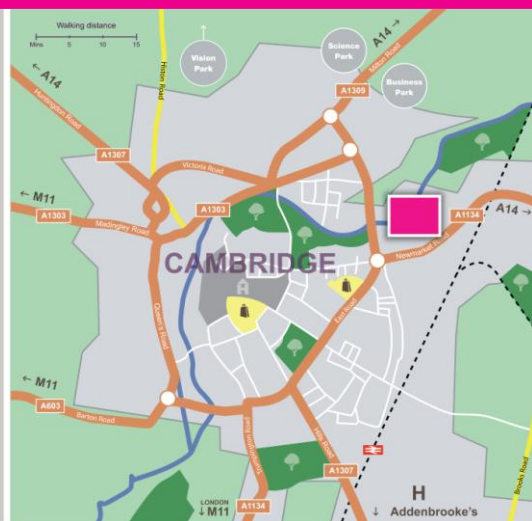 Walking distance
Mins 5 10 15
← A14
Huntingdon Road
Histon Road
Vision
Park
Science
Park
Business
Park
A14 →
Milton Road
A1309
A1307
Victoria Road
← M11
A1303
Madingley Road
A1303
A1134
A14 →
Newmarket Road
CAMBRIDGE
Queen's Road
East Road
← M11
A603
Barton Road
Trumpington Road
Hills Road
A1307
Brooks Road
LONDON
↓ M11
A1134
H
↓ Addenbrooke's